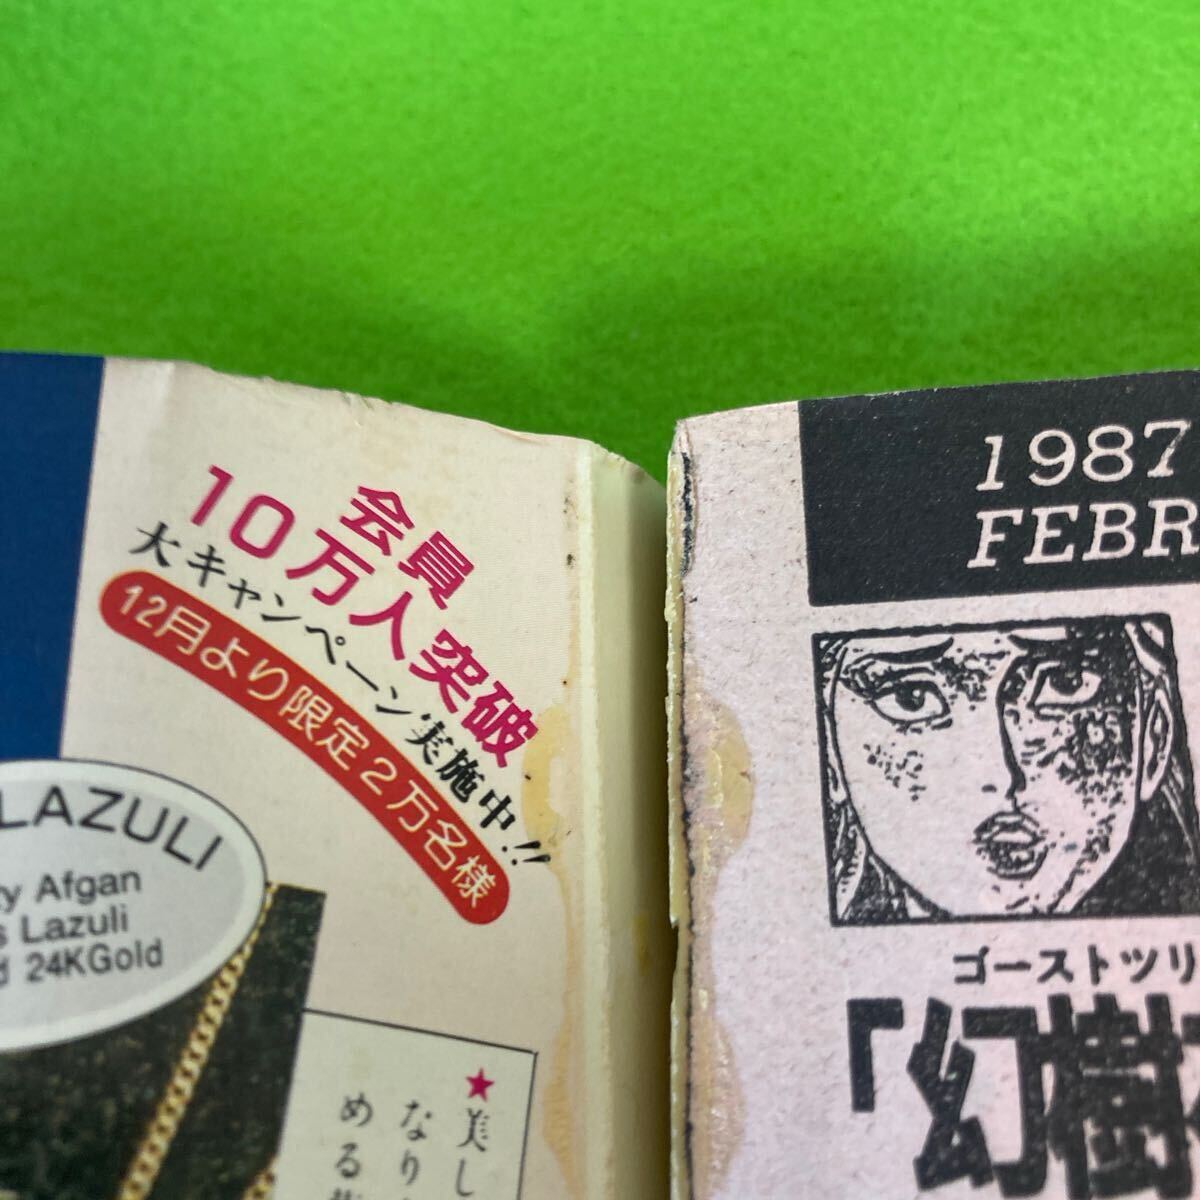 会員
10万人突破
大キャンペーン実施中!!
12月より限定2万名様
LAZULI
Afgan
Lazuli
24KGold
★美し
なり
める
1987
FEBR
ゴーストツリ
「幻樹